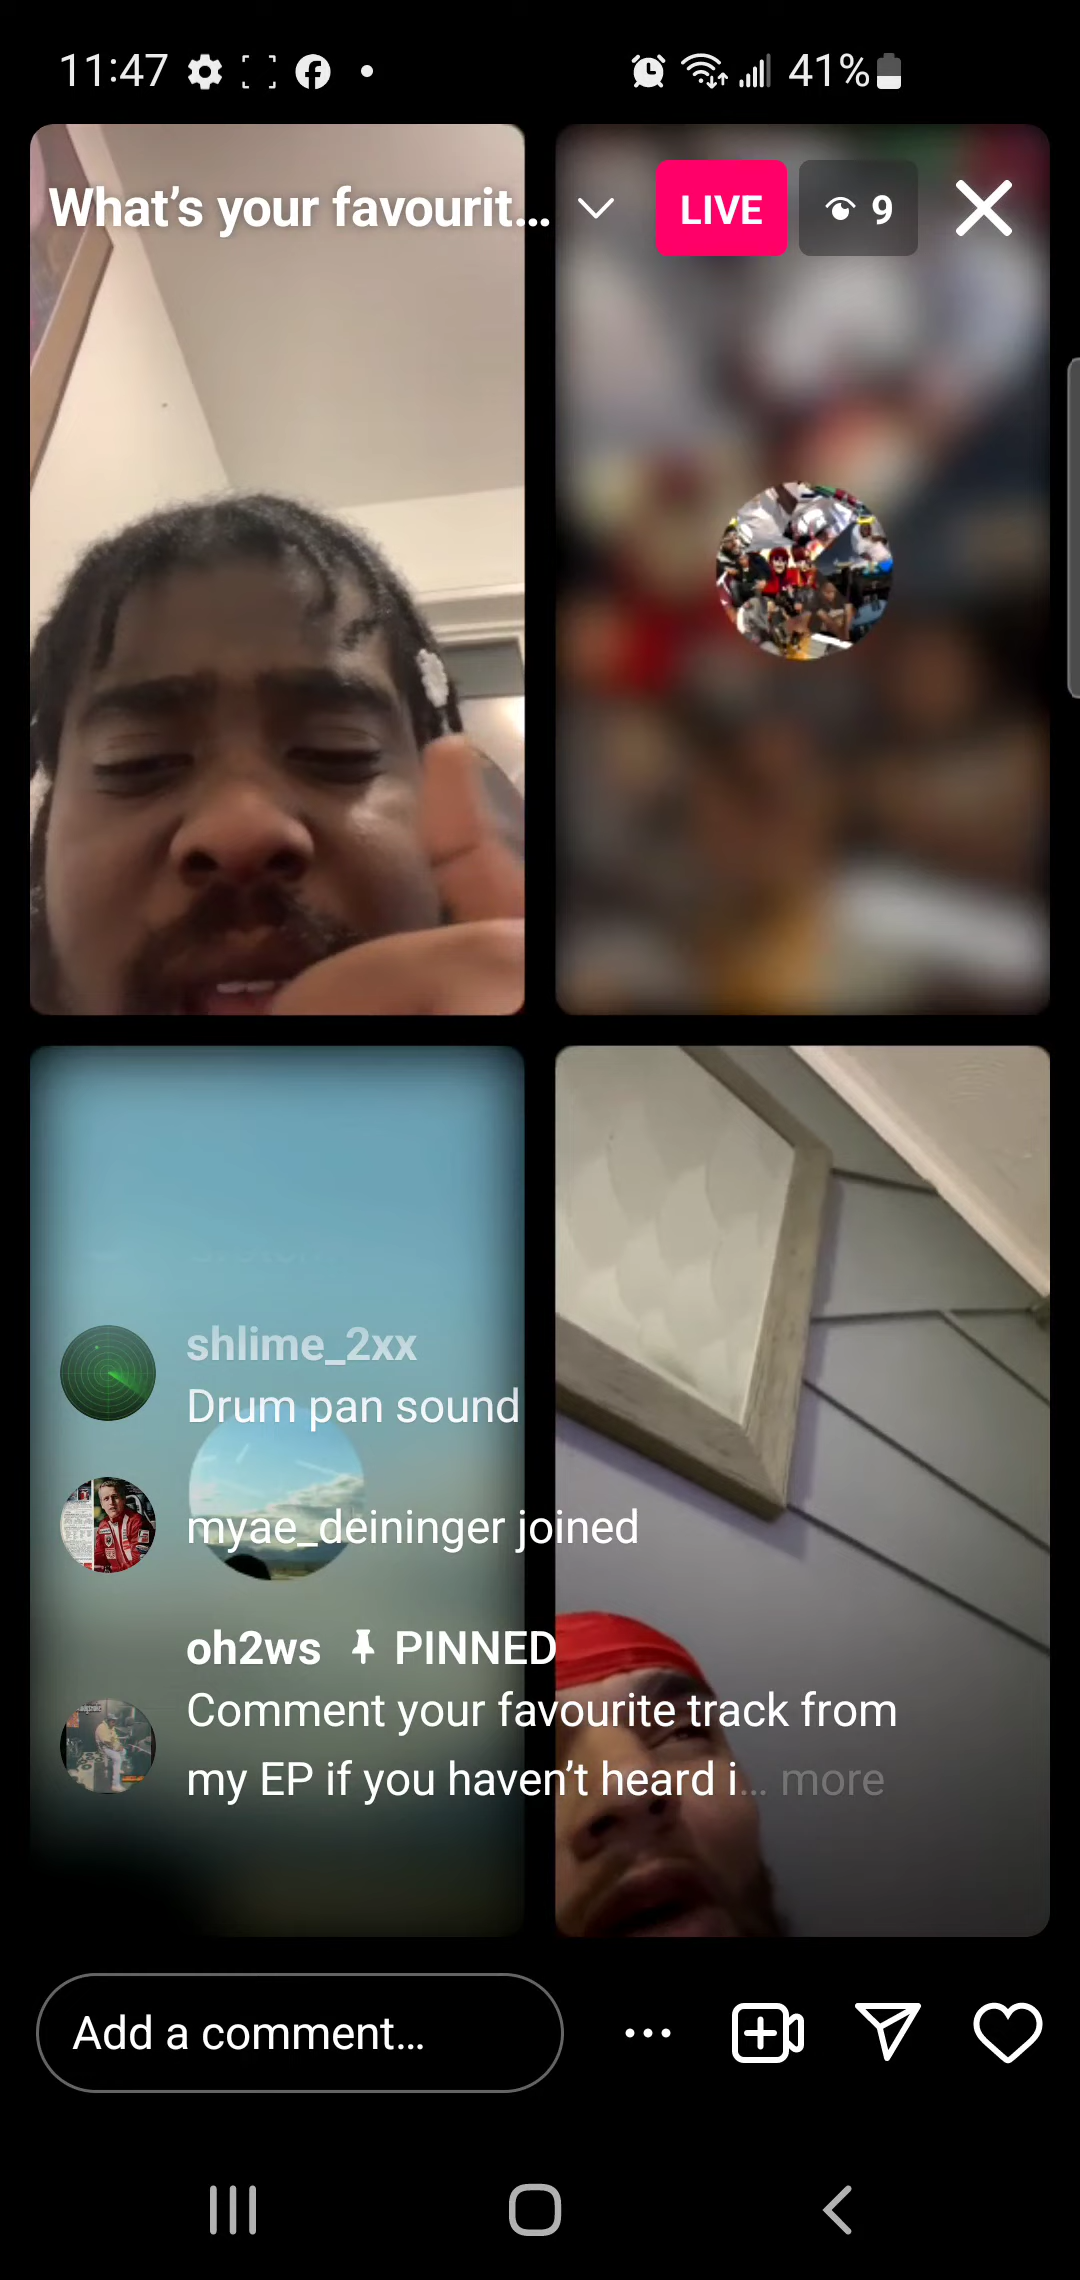 11:47
41%
What’s your favourit...
LIVE
9
shlime_2xx
Drum pan sound
myae_deininger joined
oh2ws PINNED
Comment your favourite track from
my EP if you haven’t heard i... more
Add a comment...